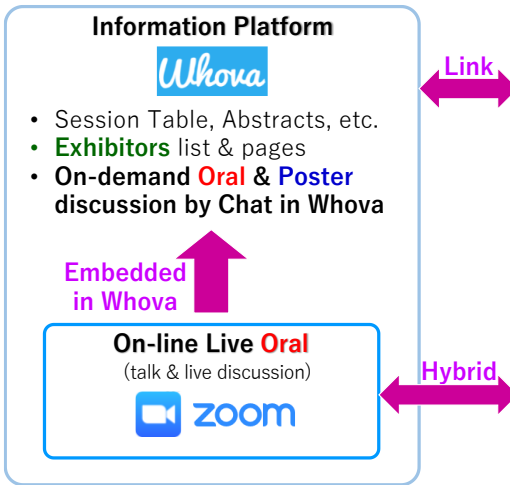 Information Platform
Whova
Link
• Session Table, Abstracts, etc.
• Exhibitors list & pages
• On-demand Oral & Poster
discussion by Chat in Whova
Embedded
in Whova
On-line Live Oral
(talk & live discussion)
Hybrid
zoom